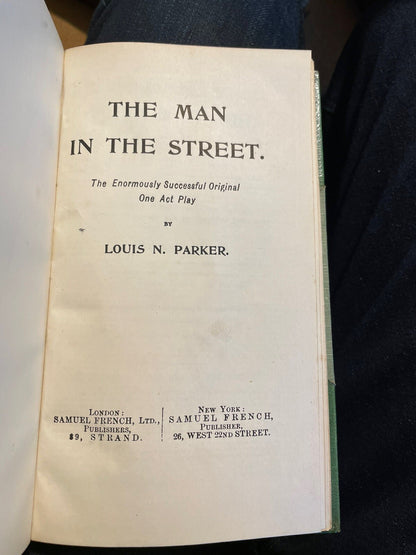 THE MAN
IN THE STREET.
The Enormously Successful Original
One Act Play
BY
LOUIS N. PARKER.
LONDON:
SAMUEL FRENCH, LTD.,
PUBLISHERS,
89, STRAND.
NEW YORK:
SAMUEL FRENCH,
PUBLISHER,
26, WEST 22ND STREET.